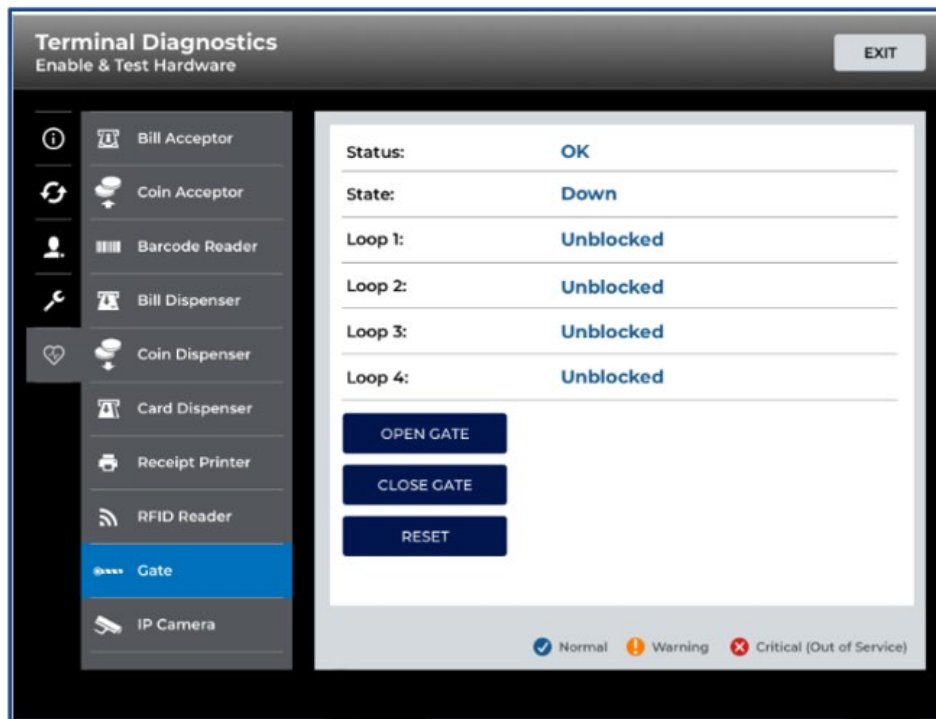 Terminal Diagnostics
Enable & Test Hardware
EXIT
Bill Acceptor
Coin Acceptor
Barcode Reader
Bill Dispenser
Coin Dispenser
Card Dispenser
Receipt Printer
RFID Reader
Gate
IP Camera
Status: OK
State: Down
Loop 1: Unblocked
Loop 2: Unblocked
Loop 3: Unblocked
Loop 4: Unblocked
OPEN GATE
CLOSE GATE
RESET
Normal Warning Critical (Out of Service)